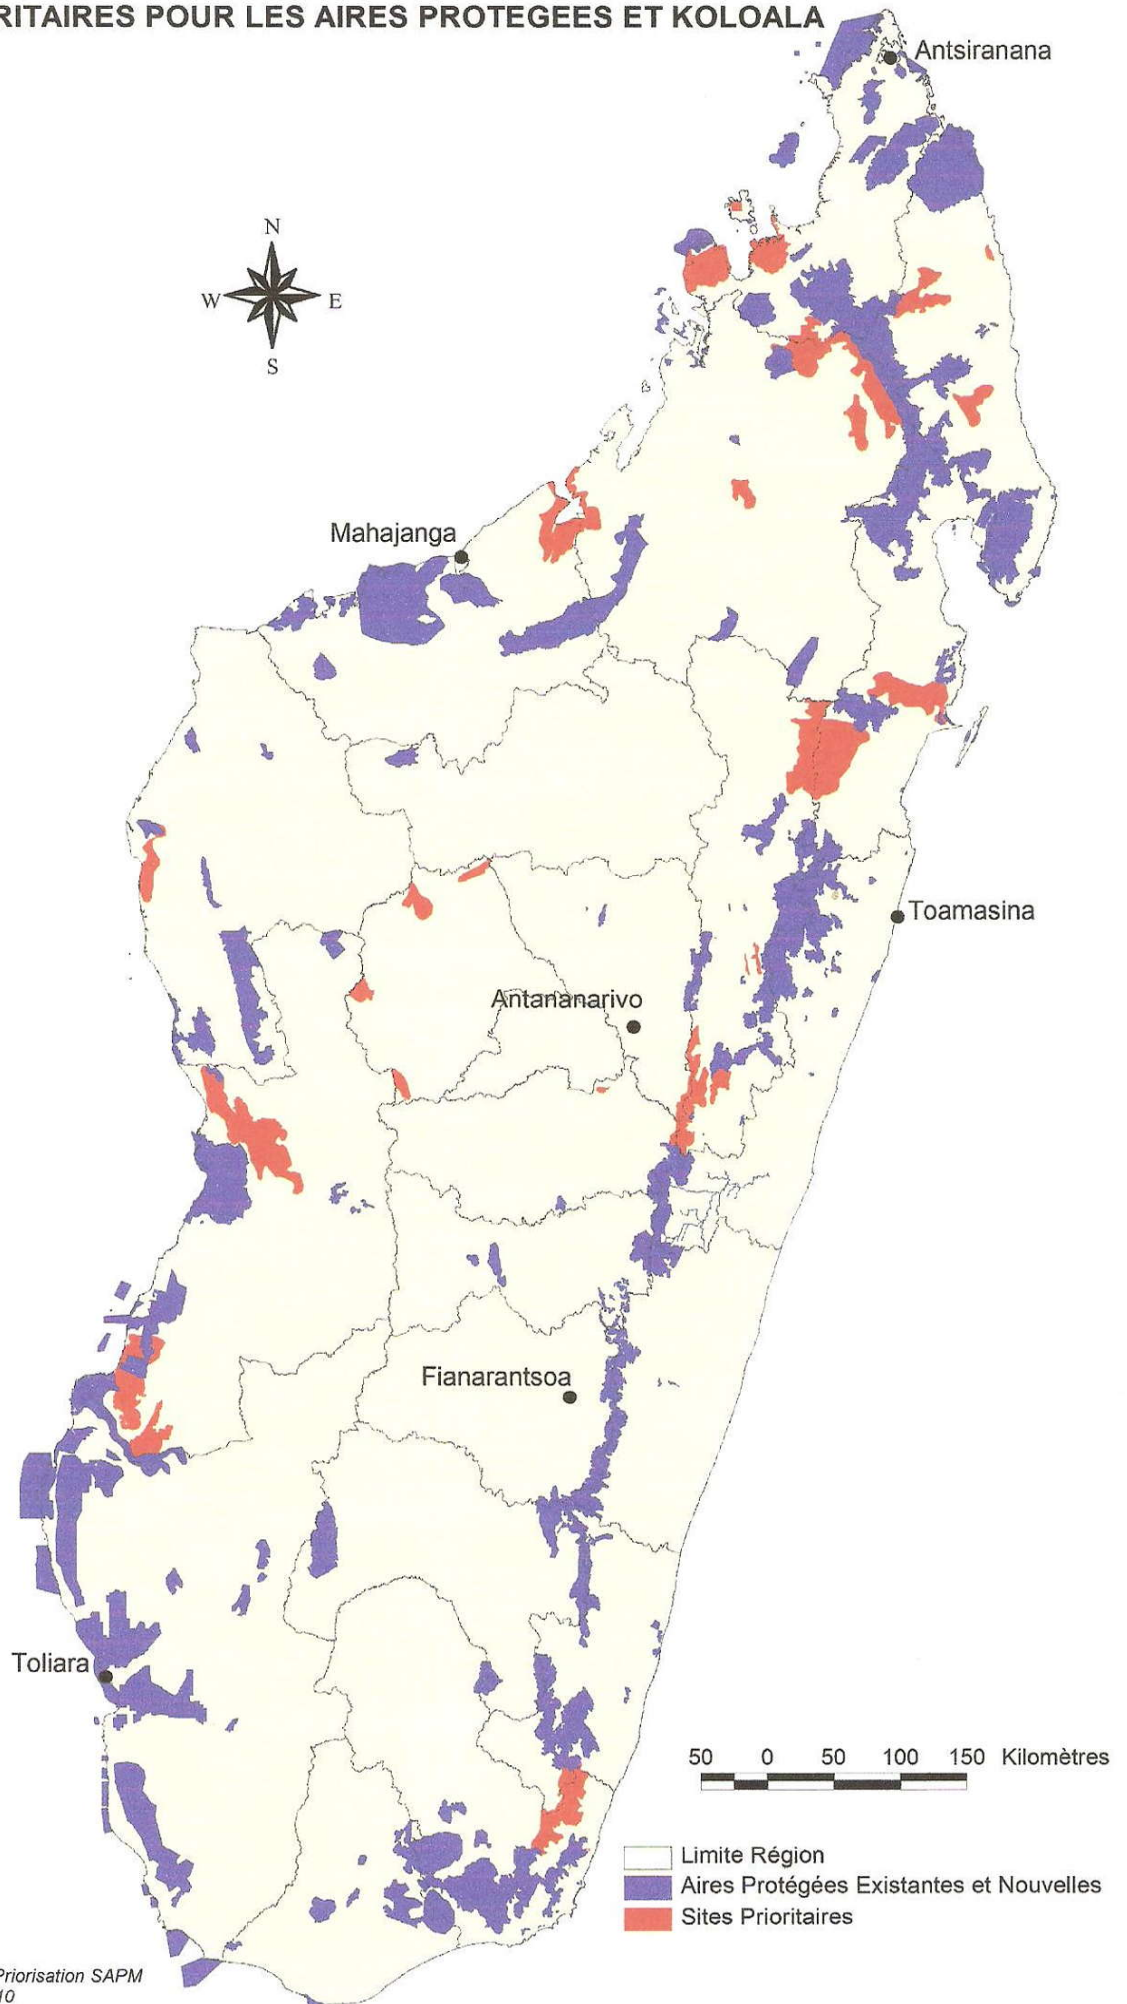 RITAIRES POUR LES AIRES PROTEGEES ET KOLOALA
Antsiranana
N
W
E
S
Mahajanga
Toamasina
Antananarivo
Fianarantsoa
Toliara
50 0 50 100 150 Kilomètres
Limite Région
Aires Protégées Existantes et Nouvelles
Sites Prioritaires
Priorisation SAPM
10